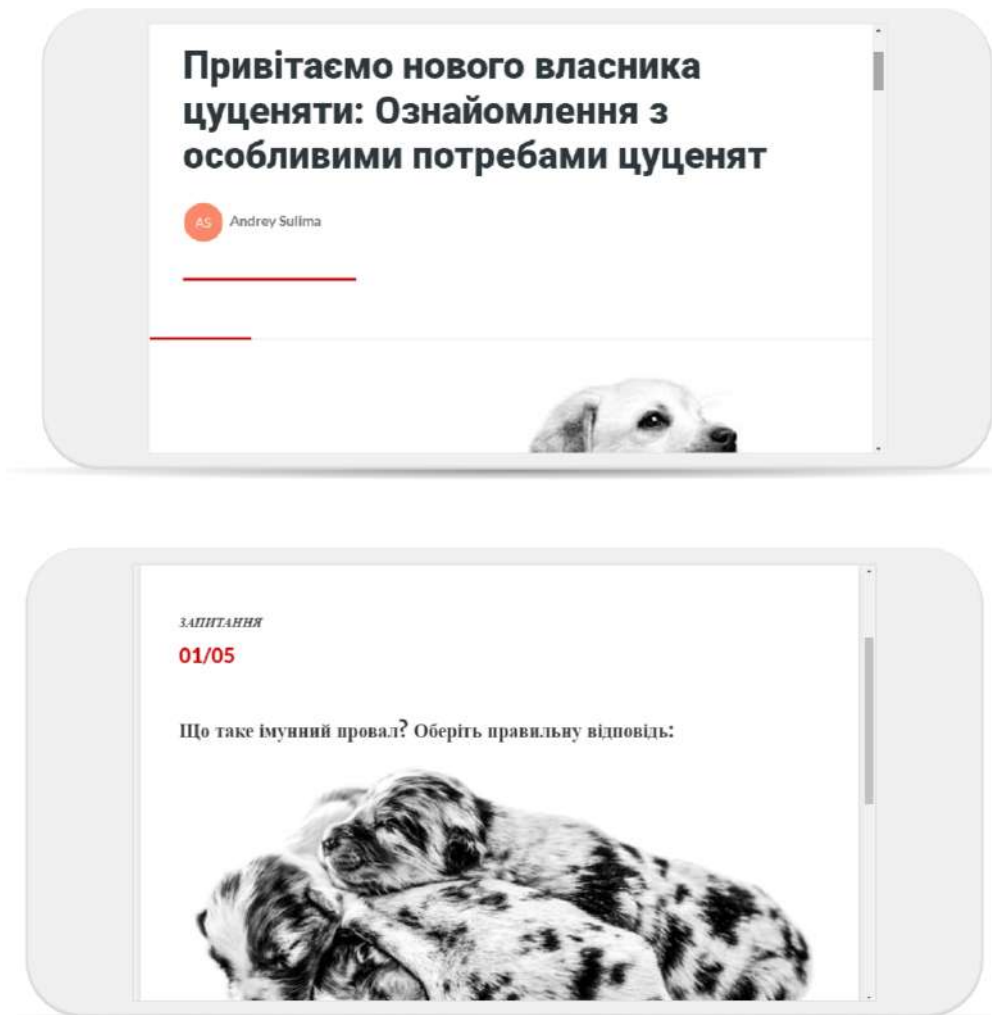 Привітаємо нового власника
цуценяти: Ознайомлення з
особливими потребами цуценят
AS
Andrey Sulima
ЗАПИТАННЯ
01/05
Що таке імунний провал? Оберіть правильну відповідь: